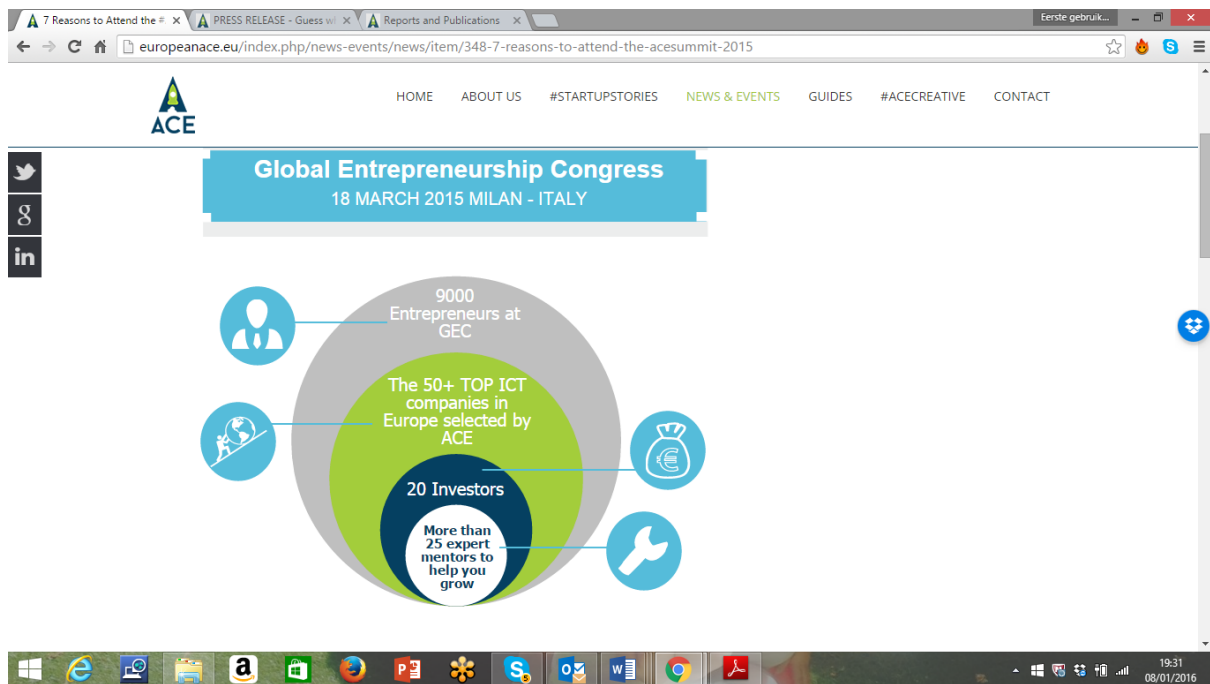 7 Reasons to Attend the #
PRESS RELEASE - Guess wi
Reports and Publications
Eerste gebruik...
europeanace.eu/index.php/news-events/news/item/348-7-reasons-to-attend-the-acesummit-2015
ACE
HOME ABOUT US #STARTUPSTORIES NEWS & EVENTS GUIDES #ACECREATIVE CONTACT
Global Entrepreneurship Congress
18 MARCH 2015 MILAN - ITALY
g
in
9000
Entrepreneurs at
GEC
The 50+ TOP ICT
companies in
Europe selected by
ACE
€
20 Investors
More than
25 expert
mentors to
help you
grow
19:31
08/01/2016